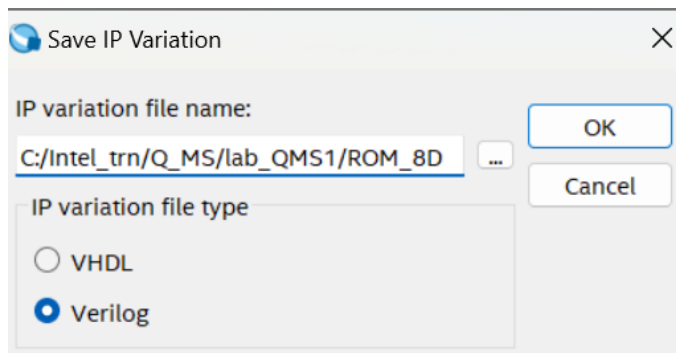 Save IP Variation
IP variation file name:
OK
C:/Intel_trn/Q_MS/lab_QMS1/ROM_8D
...
Cancel
IP variation file type
VHDL
Verilog